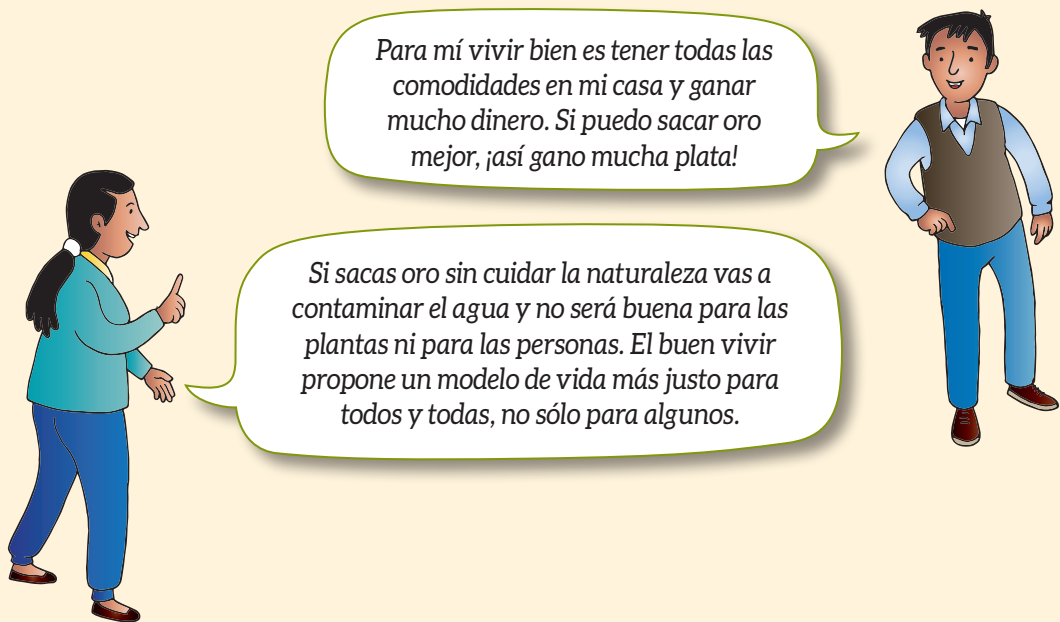 Para mí vivir bien es tener todas las
comodidades en mi casa y ganar
mucho dinero. Si puedo sacar oro
mejor, ¡así gano mucha plata!
Si sacas oro sin cuidar la naturaleza vas a
contaminar el agua y no será buena para las
plantas ni para las personas. El buen vivir
propone un modelo de vida más justo para
todos y todas, no sólo para algunos.